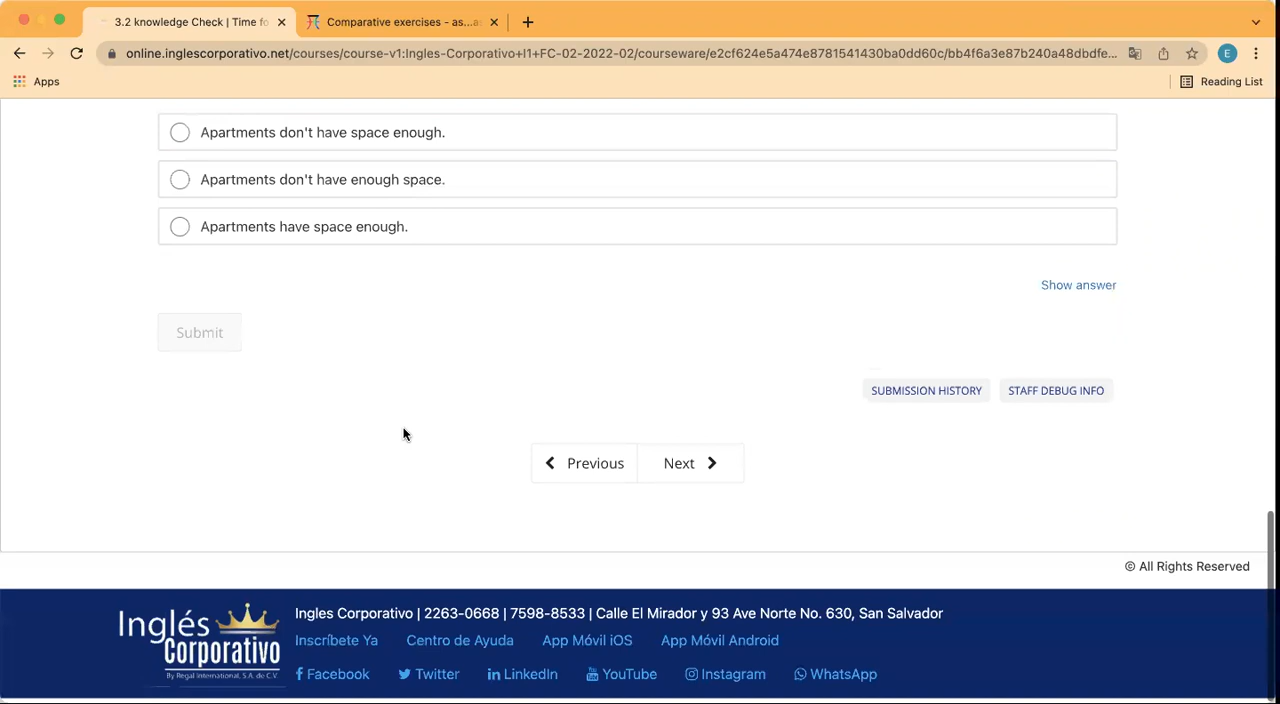 3.2 knowledge Check | Time fo
Comparative exercises - as...as
online.inglescorporativo.net/courses/course-v1:Ingles-Corporativo+I1+FC-02-2022-02/courseware/e2cf624e5a474e8781541430ba0dd60c/bb4f6a3e87b240a48dbdfe...
E
Apps
Reading List
Apartments don't have space enough.
Apartments don't have enough space.
Apartments have space enough.
Show answer
Submit
SUBMISSION HISTORY
STAFF DEBUG INFO
Previous
Next
© All Rights Reserved
Inglés Corporativo
By Regal International, S.A. de C.V.
Ingles Corporativo | 2263-0668 | 7598-8533 | Calle El Mirador y 93 Ave Norte No. 630, San Salvador
Inscríbete Ya Centro de Ayuda App Móvil iOS App Móvil Android
Facebook Twitter LinkedIn YouTube Instagram WhatsApp